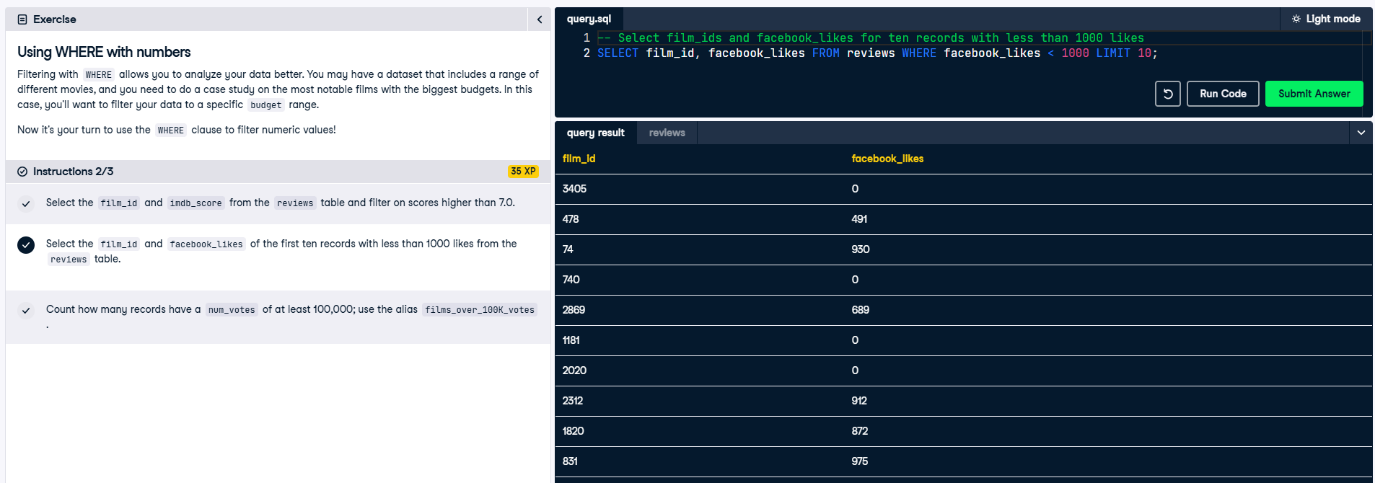 Exercise
Using WHERE with numbers
Filtering with WHERE allows you to analyze your data better. You may have a dataset that includes a range of
different movies, and you need to do a case study on the most notable films with the biggest budgets. In this
case, you'll want to filter your data to a specific budget range.
Now it's your turn to use the WHERE clause to filter numeric values!
Instructions 2/3
35 XP
Select the film_id and imdb_score from the reviews table and filter on scores higher than 7.0.
Select the film_id and facebook_likes of the first ten records with less than 1000 likes from the
reviews table.
Count how many records have a num_votes of at least 100,000; use the alias films_over_100K_votes
.
query.sql
Light mode
1 -- Select film_ids and facebook_likes for ten records with less than 1000 likes
2 SELECT film_id, facebook_likes FROM reviews WHERE facebook_likes < 1000 LIMIT 10;
Run Code
Submit Answer
query result reviews
film_id facebook_likes
3405 0
478 491
74 930
740 0
2869 689
1181 0
2020 0
2312 912
1820 872
831 975